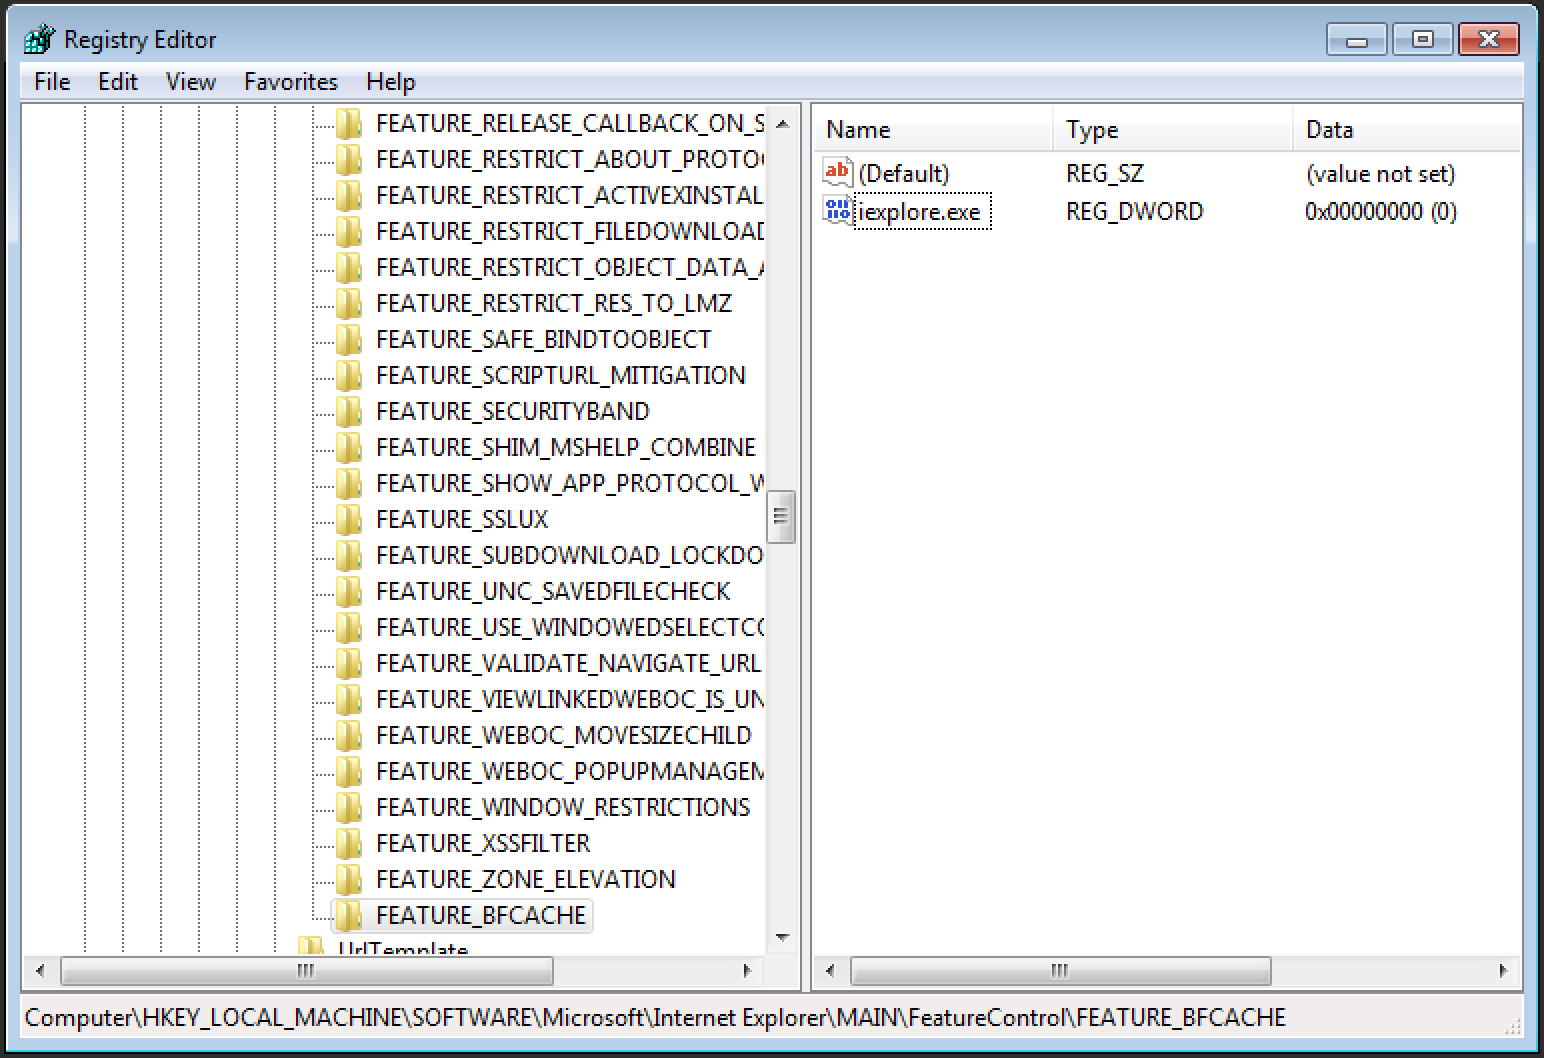 Registry Editor
File Edit View Favorites Help
FEATURE_RELEASE_CALLBACK_ON_S
FEATURE_RESTRICT_ABOUT_PROTO
FEATURE_RESTRICT_ACTIVEXINSTAL
FEATURE_RESTRICT_FILEDOWNLOAD
FEATURE_RESTRICT_OBJECT_DATA_A
FEATURE_RESTRICT_RES_TO_LMZ
FEATURE_SAFE_BINDTOOBJECT
FEATURE_SCRIPTURL_MITIGATION
FEATURE_SECURITYBAND
FEATURE_SHIM_MSHELP_COMBINE
FEATURE_SHOW_APP_PROTOCOL_W
FEATURE_SSLUX
FEATURE_SUBDOWNLOAD_LOCKDO
FEATURE_UNC_SAVEDFILECHECK
FEATURE_USE_WINDOWEDSELECTCO
FEATURE_VALIDATE_NAVIGATE_URL
FEATURE_VIEWLINKEDWEBOC_IS_UN
FEATURE_WEBOC_MOVESIZECHILD
FEATURE_WEBOC_POPUPMANAGEM
FEATURE_WINDOW_RESTRICTIONS
FEATURE_XSSFILTER
FEATURE_ZONE_ELEVATION
FEATURE_BFCACHE
UrlTemplate
Name Type Data
(Default) REG_SZ (value not set)
iexplore.exe REG_DWORD 0x00000000 (0)
Computer\HKEY_LOCAL_MACHINE\SOFTWARE\Microsoft\Internet Explorer\MAIN\FeatureControl\FEATURE_BFCACHE